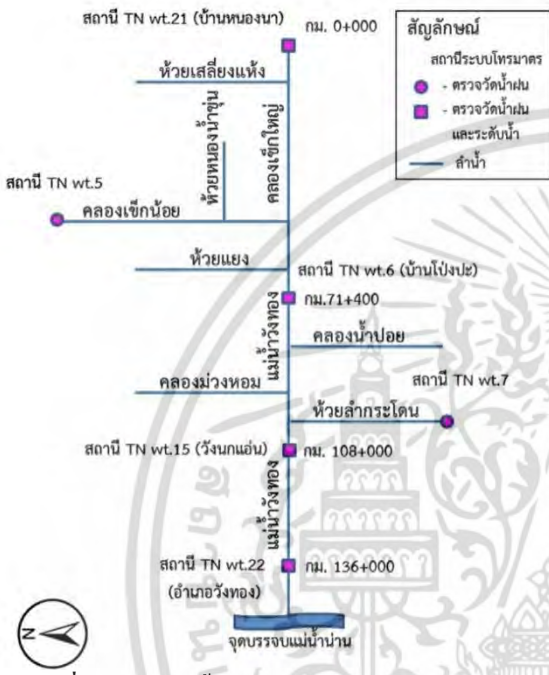 สถานี TN wt.21 (บ้านหนองนา)
กม. 0+000
สัญลักษณ์
สถานีระบบโทรมาตร
- ตรวจวัดน้ำฝน
- ตรวจวัดน้ำฝน
และระดับน้ำ
ลำน้ำ
ห้วยเสลี่ยงแห้ง
ห้วยหนองน้ำขุ่น
คลองเข็กใหญ่
สถานี TN wt.5
คลองเข็กน้อย
ห้วยแยง
สถานี TN wt.6 (บ้านโป่งปะ)
กม.71+400
แม่น้ำวังทอง
คลองน้ำปอย
คลองม่วงหอม
สถานี TN wt.7
ห้วยลำกระโดน
สถานี TN wt.15 (วังนกแอ่น)
กม. 108+000
แม่น้ำวังทอง
สถานี TN wt.22
(อำเภอวังทอง)
กม. 136+000
N
จุดบรรจบแม่น้ำน่าน